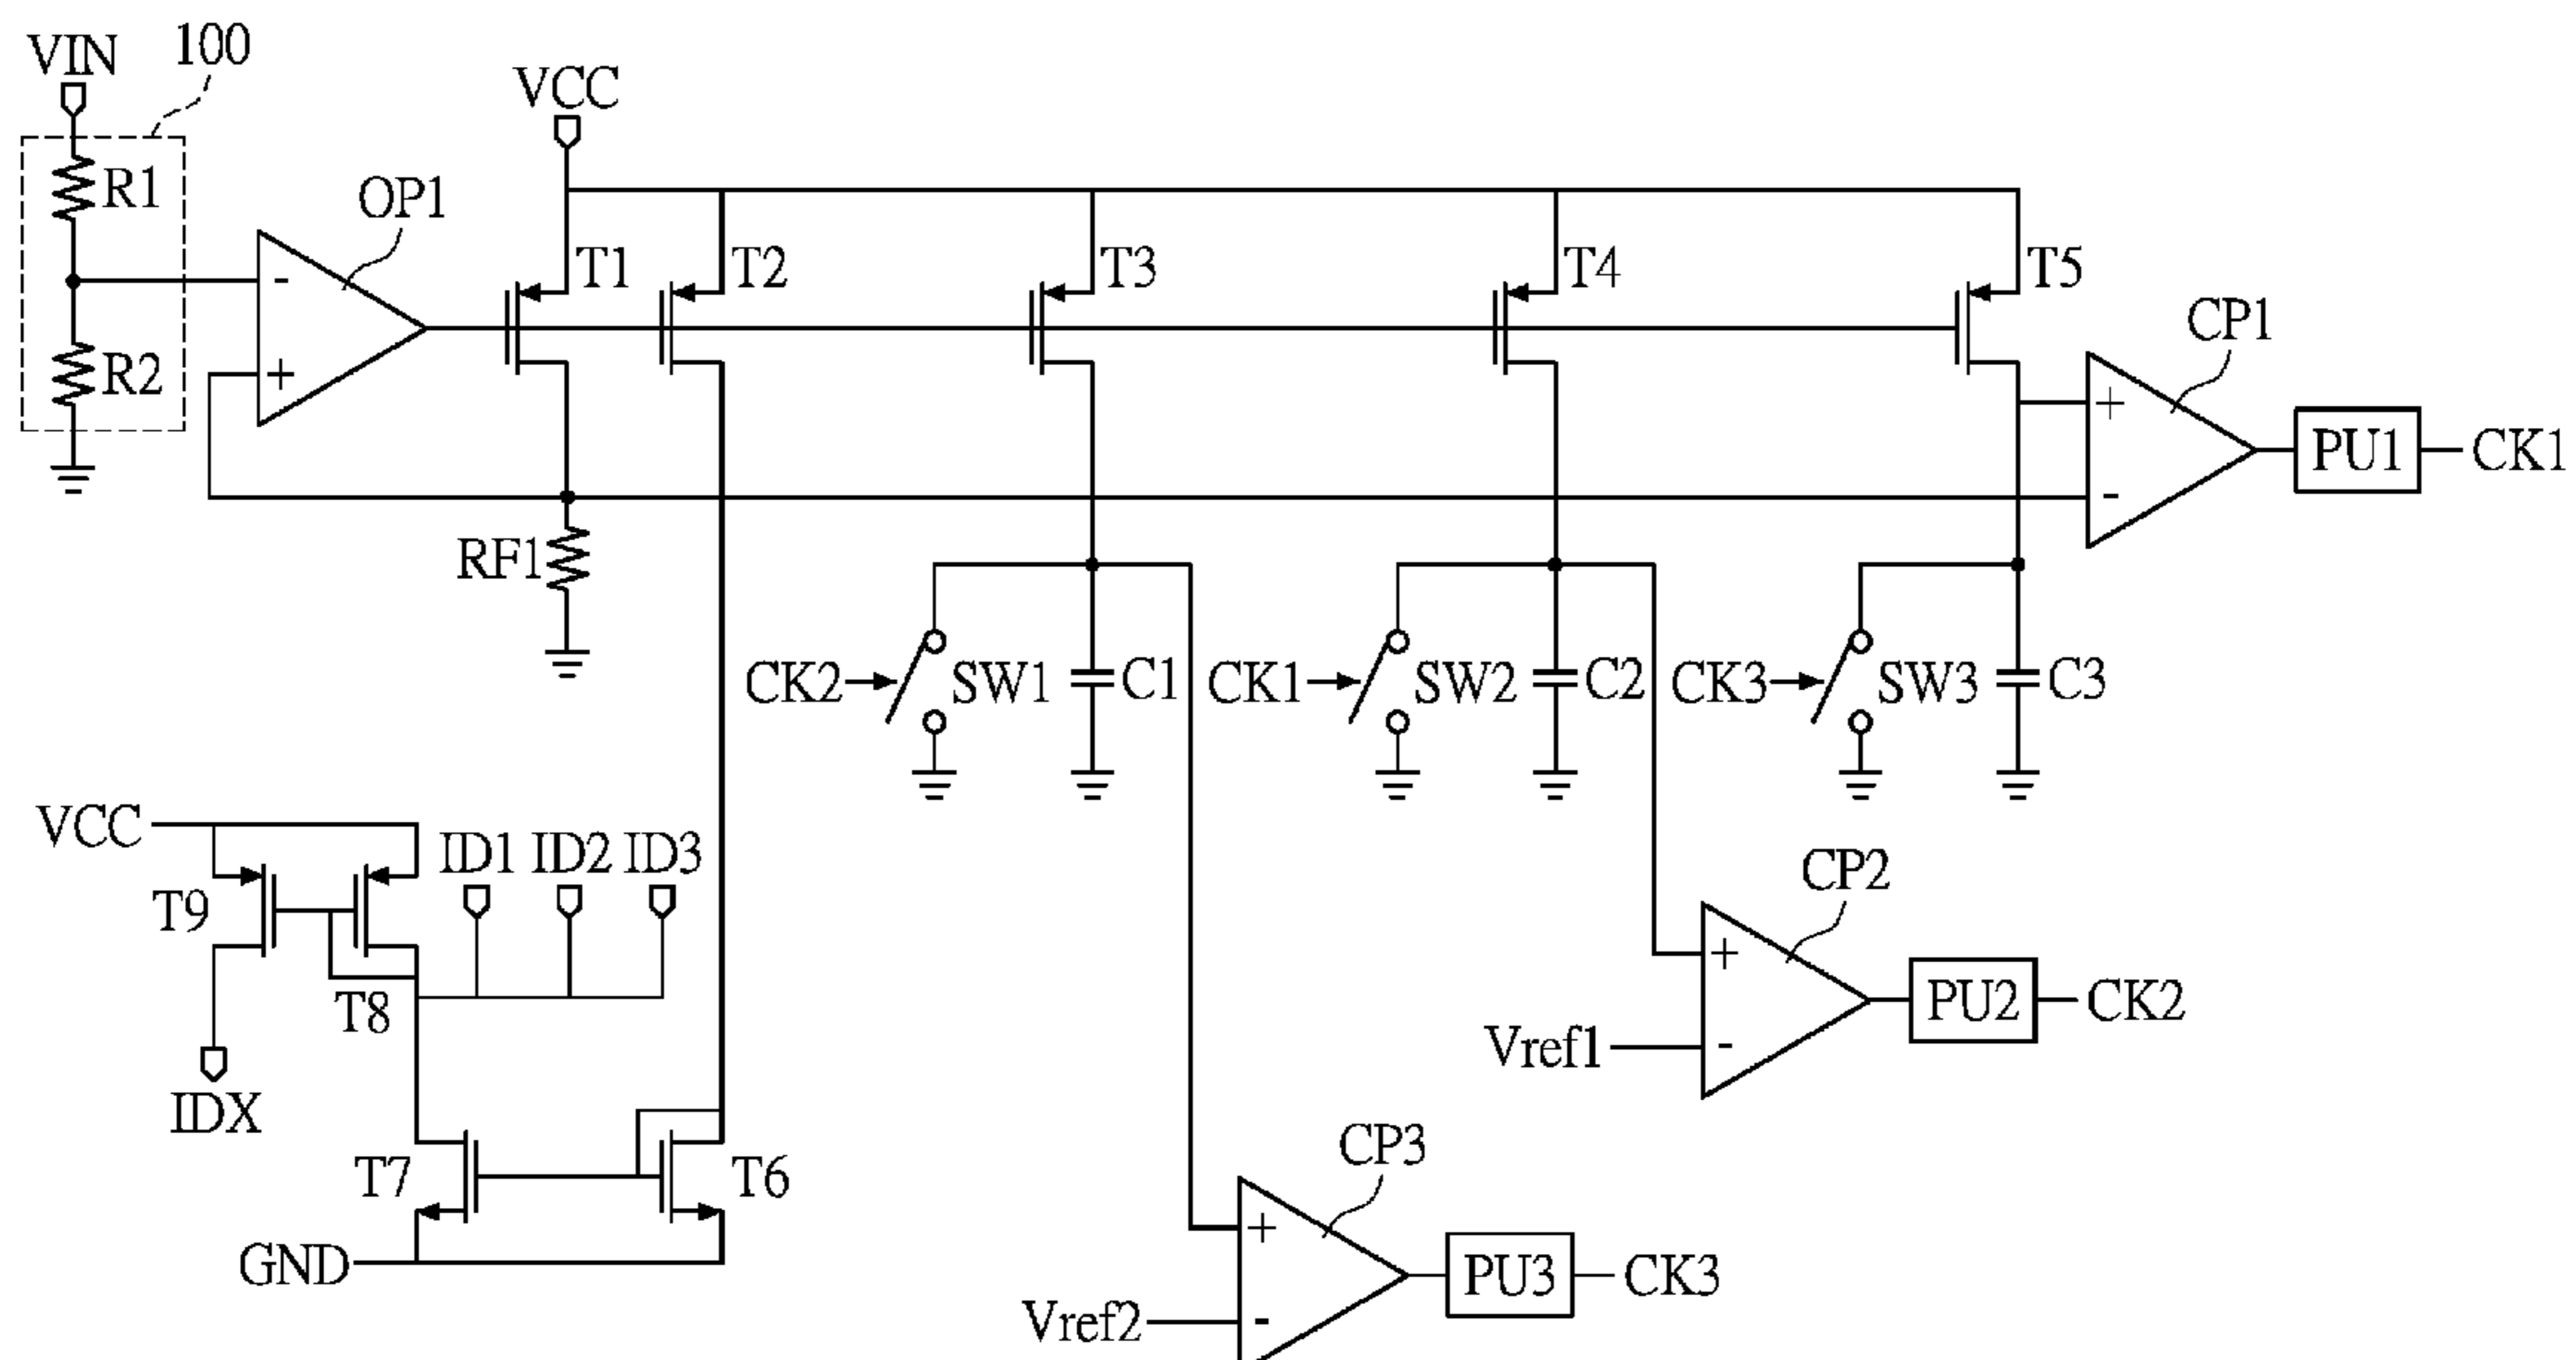 VIN
100
VCC
R1
OP1
-
T1
T2
T3
T4
T5
R2
+
CP1
+
PU1
CK1
-
RF1
CK2
SW1
C1
CK1
SW2
C2
CK3
SW3
C3
VCC
ID1
ID2
ID3
T9
T8
CP2
+
PU2
CK2
Vref1
-
IDX
T7
T6
CP3
+
GND
PU3
CK3
Vref2
-